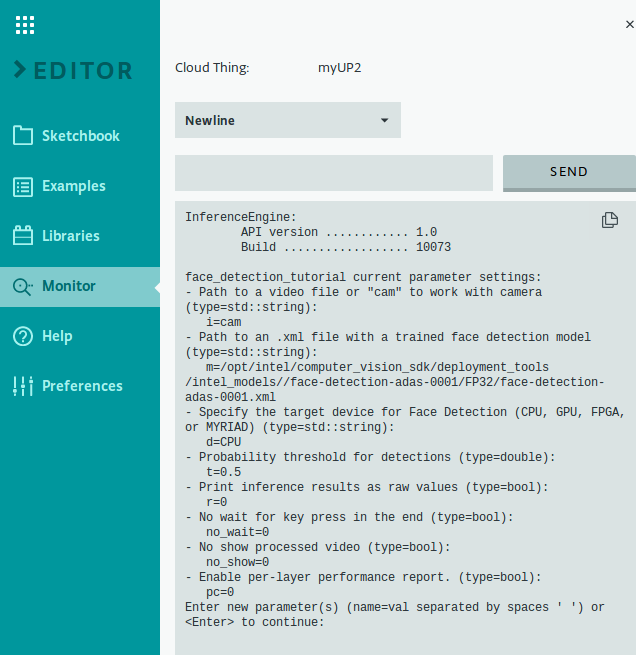 ×
EDITOR
Sketchbook
Examples
Libraries
Monitor
Help
Preferences
Cloud Thing: myUP2
Newline
SEND
InferenceEngine:
API version ............ 1.0
Build .................. 10073
face_detection_tutorial current parameter settings:
- Path to a video file or "cam" to work with camera
(type=std::string):
i=cam
- Path to an .xml file with a trained face detection model
(type=std::string):
m=/opt/intel/computer_vision_sdk/deployment_tools
/intel_models//face-detection-adas-0001/FP32/face-detection-
adas-0001.xml
- Specify the target device for Face Detection (CPU, GPU, FPGA,
or MYRIAD) (type=std::string):
d=CPU
- Probability threshold for detections (type=double):
t=0.5
- Print inference results as raw values (type=bool):
r=0
- No wait for key press in the end (type=bool):
no_wait=0
- No show processed video (type=bool):
no_show=0
- Enable per-layer performance report. (type=bool):
pc=0
Enter new parameter(s) (name=val separated by spaces ' ') or
<Enter> to continue: